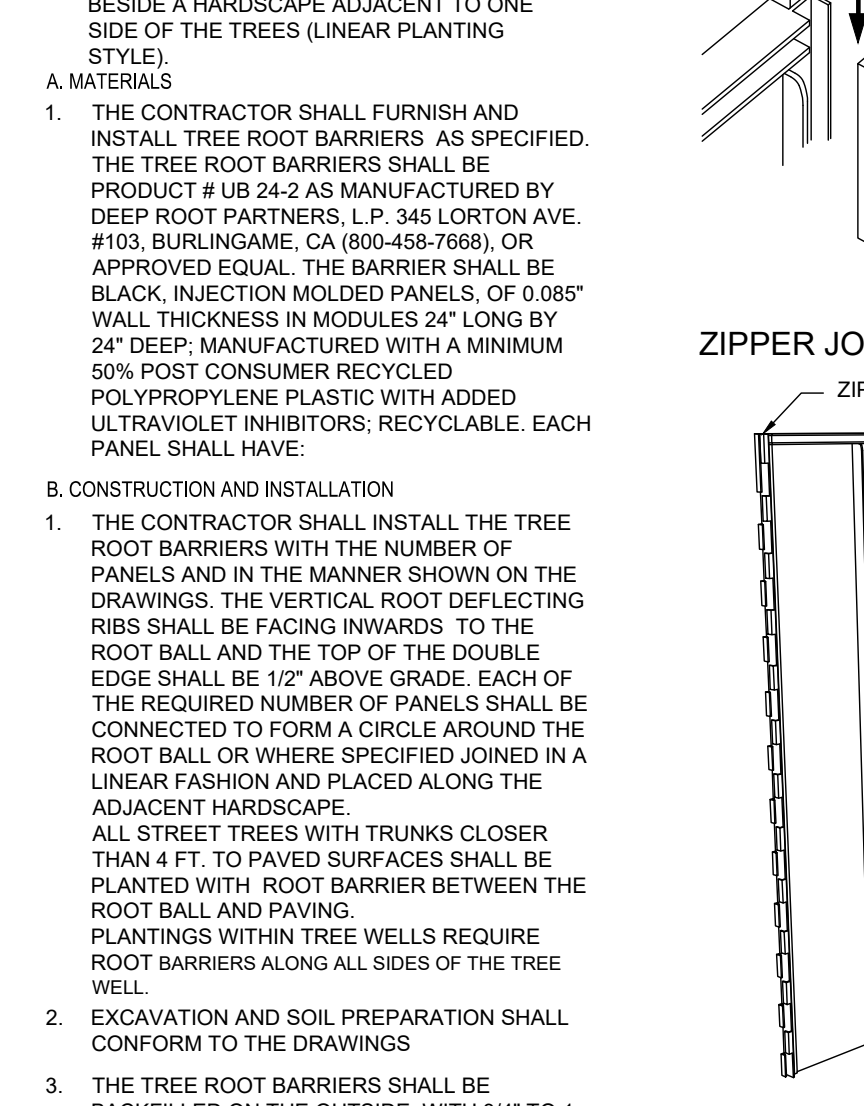 BESIDE A HARDSCAPE ADJACENT TO ONE
SIDE OF THE TREES (LINEAR PLANTING
STYLE).
A. MATERIALS
1. THE CONTRACTOR SHALL FURNISH AND
INSTALL TREE ROOT BARRIERS AS SPECIFIED.
THE TREE ROOT BARRIERS SHALL BE
PRODUCT # UB 24-2 AS MANUFACTURED BY
DEEP ROOT PARTNERS, L.P. 345 LORTON AVE.
#103, BURLINGAME, CA (800-458-7668), OR
APPROVED EQUAL. THE BARRIER SHALL BE
BLACK, INJECTION MOLDED PANELS, OF 0.085"
WALL THICKNESS IN MODULES 24" LONG BY
24" DEEP; MANUFACTURED WITH A MINIMUM
50% POST CONSUMER RECYCLED
POLYPROPYLENE PLASTIC WITH ADDED
ULTRAVIOLET INHIBITORS; RECYCLABLE. EACH
PANEL SHALL HAVE:
B. CONSTRUCTION AND INSTALLATION
1. THE CONTRACTOR SHALL INSTALL THE TREE
ROOT BARRIERS WITH THE NUMBER OF
PANELS AND IN THE MANNER SHOWN ON THE
DRAWINGS. THE VERTICAL ROOT DEFLECTING
RIBS SHALL BE FACING INWARDS TO THE
ROOT BALL AND THE TOP OF THE DOUBLE
EDGE SHALL BE 1/2" ABOVE GRADE. EACH OF
THE REQUIRED NUMBER OF PANELS SHALL BE
CONNECTED TO FORM A CIRCLE AROUND THE
ROOT BALL OR WHERE SPECIFIED JOINED IN A
LINEAR FASHION AND PLACED ALONG THE
ADJACENT HARDSCAPE.
ALL STREET TREES WITH TRUNKS CLOSER
THAN 4 FT. TO PAVED SURFACES SHALL BE
PLANTED WITH ROOT BARRIER BETWEEN THE
ROOT BALL AND PAVING.
PLANTINGS WITHIN TREE WELLS REQUIRE
ROOT BARRIERS ALONG ALL SIDES OF THE TREE
WELL.
2. EXCAVATION AND SOIL PREPARATION SHALL
CONFORM TO THE DRAWINGS
3. THE TREE ROOT BARRIERS SHALL BE
BACKFILLED ON THE OUTSIDE WITH 3/4" TO 1
ZIPPER JO
ZIP